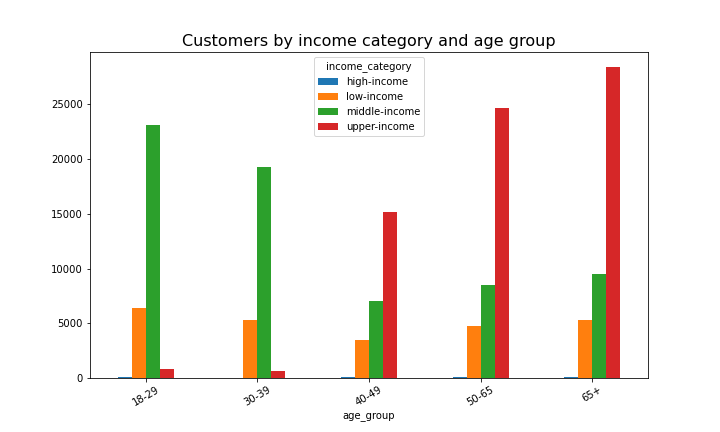 Customers by income category and age group
income_category
high-income
low-income
middle-income
upper-income
25000
20000
15000
10000
5000
0
18-29
30-39
40-49
50-65
65+
age_group